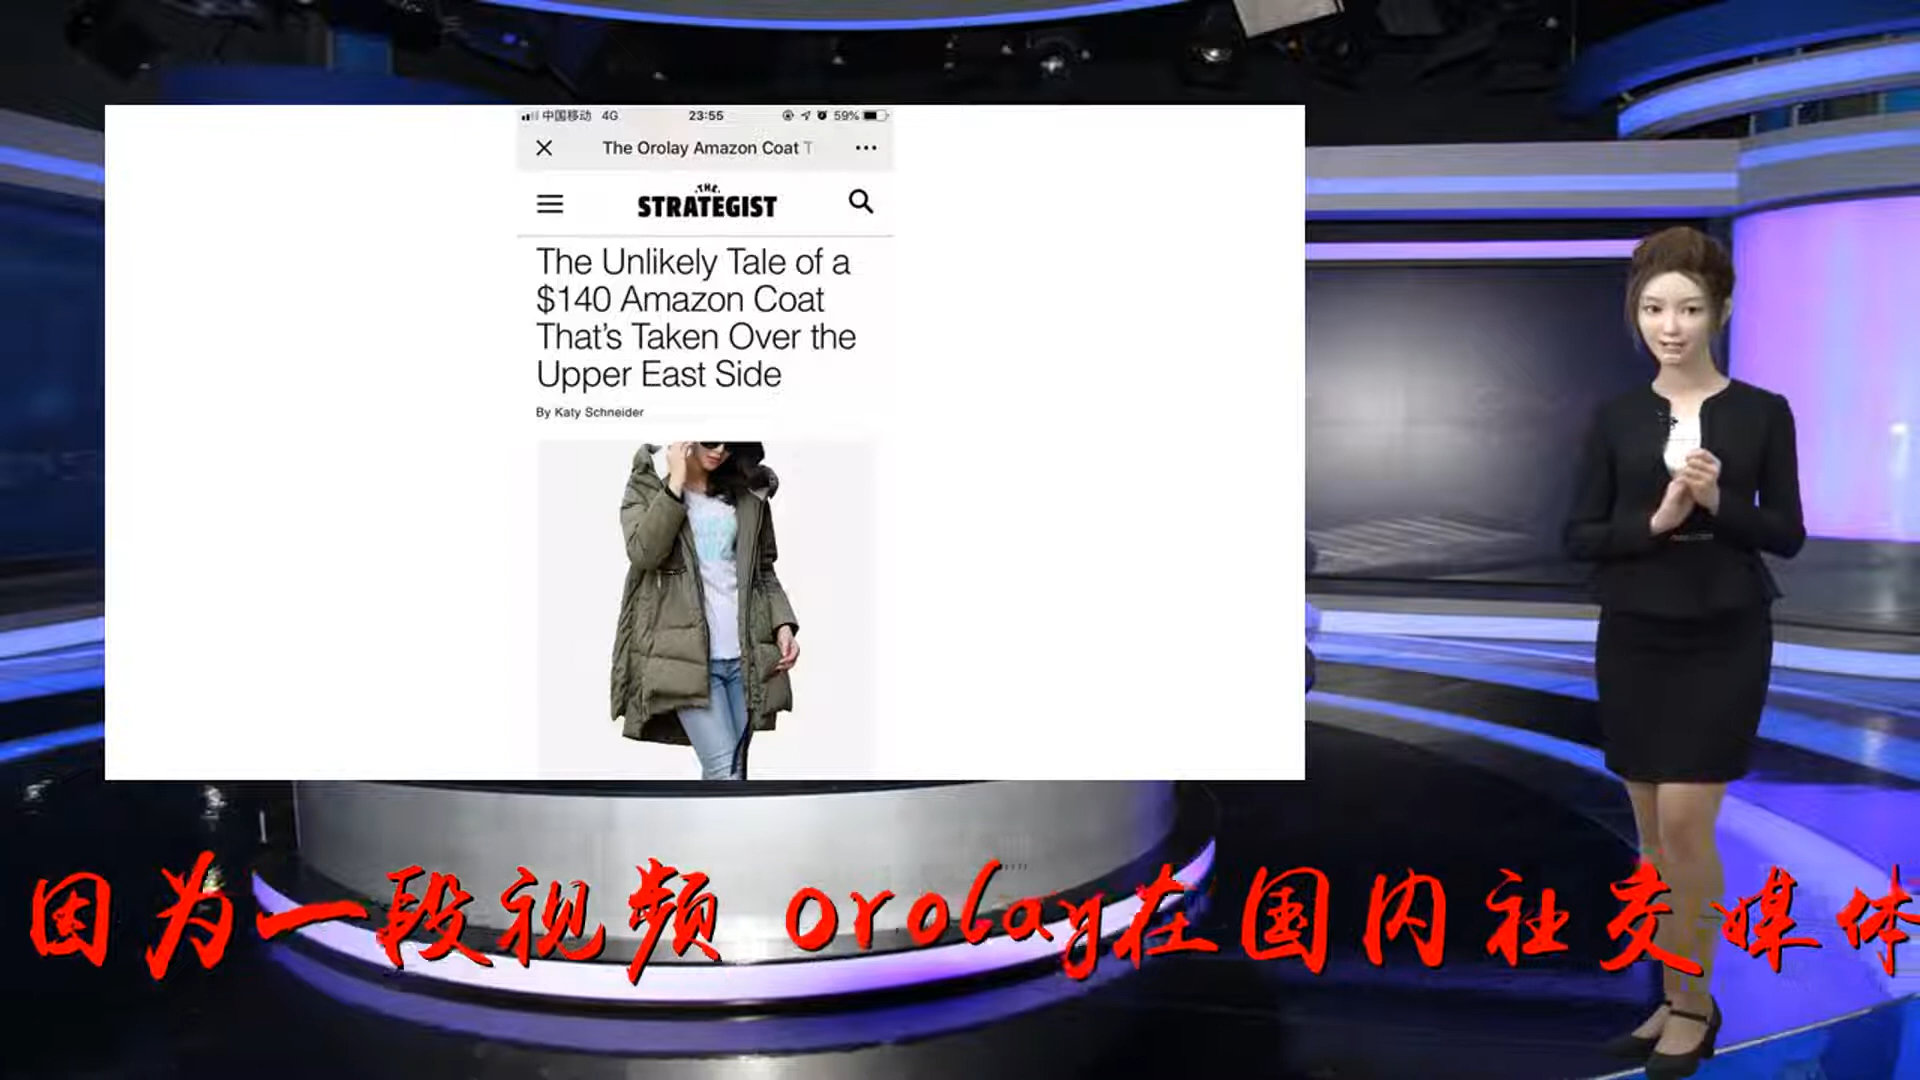 中国移动 4G 23:55 59%
The Orolay Amazon Coat T
THE
STRATEGIST
The Unlikely Tale of a
$140 Amazon Coat
That's Taken Over the
Upper East Side
By Katy Schneider
因为一段视频 Orolay在国内社交媒体